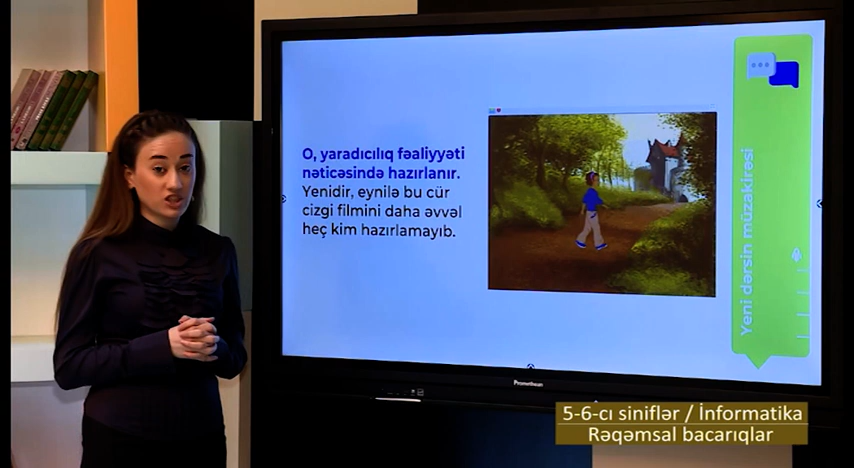 O, yaradıcılıq fəaliyyəti
nəticəsində hazırlanır.
Yenidir, eynilə bu cür
cizgi filmini daha əvvəl
heç kim hazırlamayıb.
Yeni dərsin müzakirəsi
Promethean
5-6-cı siniflər / İnformatika
Rəqəmsal bacarıqlar